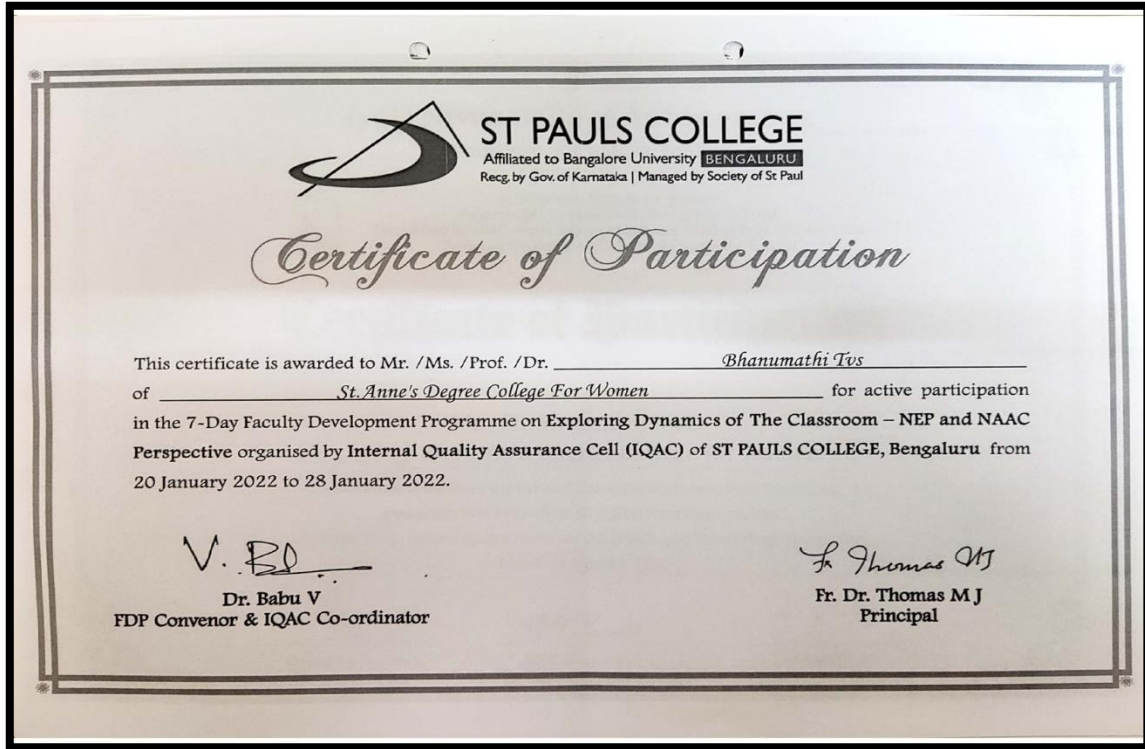 ST PAULS COLLEGE
Affiliated to Bangalore University BENGALURU
Recg. by Gov. of Karnataka | Managed by Society of St Paul
Certificate of Participation
This certificate is awarded to Mr. /Ms. /Prof. /Dr. Bhanumathi Tvs
of St.Anne's Degree College For Women for active participation
in the 7-Day Faculty Development Programme on Exploring Dynamics of The Classroom – NEP and NAAC
Perspective organised by Internal Quality Assurance Cell (IQAC) of ST PAULS COLLEGE, Bengaluru from
20 January 2022 to 28 January 2022.
Dr. Babu V
FDP Convenor & IQAC Co-ordinator
Fr Thomas MJ
Fr. Dr. Thomas M J
Principal